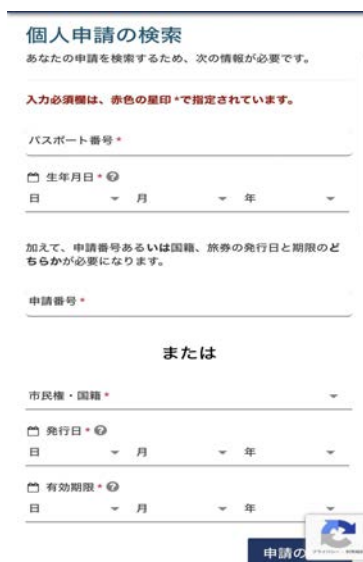 個人申請の検索
あなたの申請を検索するため、次の情報が必要です。
入力必須欄は、赤色の星印*で指定されています。
パスポート番号*
生年月日*
日 月 年
加えて、申請番号あるいは国籍、旅券の発行日と期限のど
ちらかが必要になります。
申請番号*
または
市民権・国籍*
発行日*
日 月 年
有効期限*
日 月 年
申請の